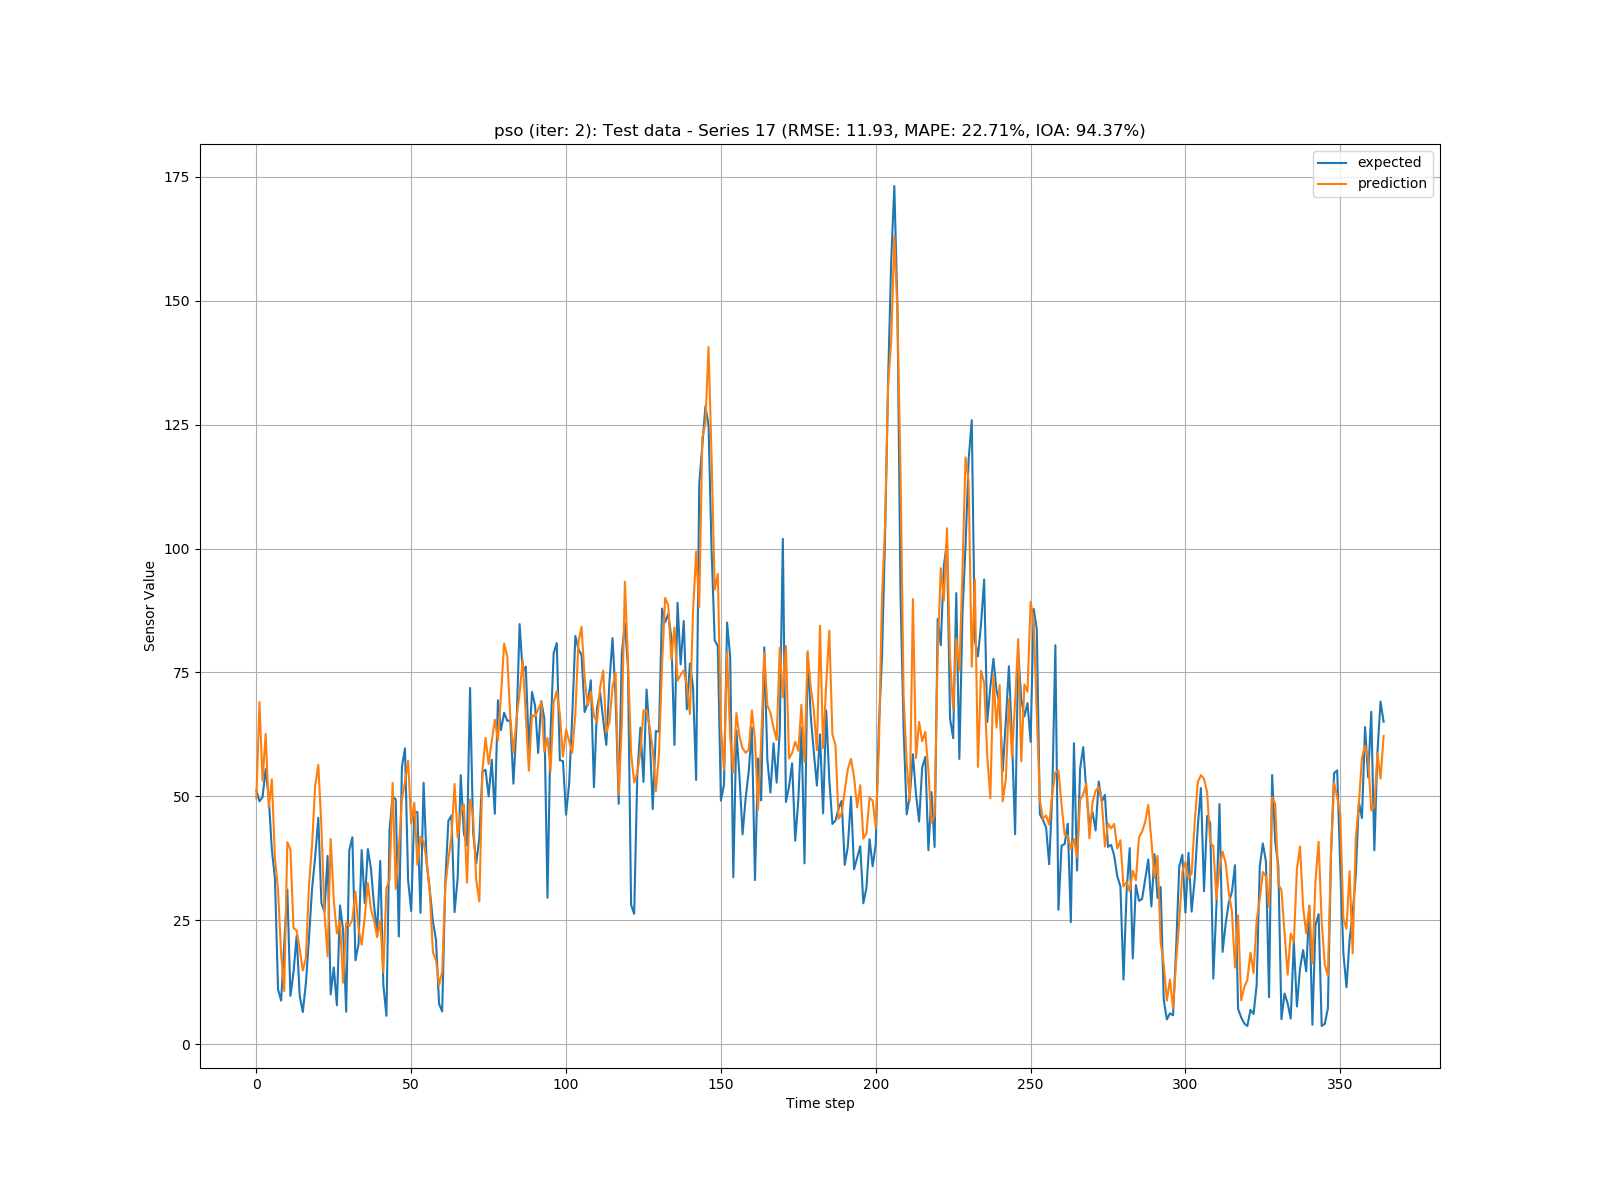 pso (iter: 2): Test data - Series 17 (RMSE: 11.93, MAPE: 22.71%, IOA: 94.37%)
expected
prediction
175
150
125
100
75
50
25
0
Sensor Value
0 50 100 150 200 250 300 350
Time step